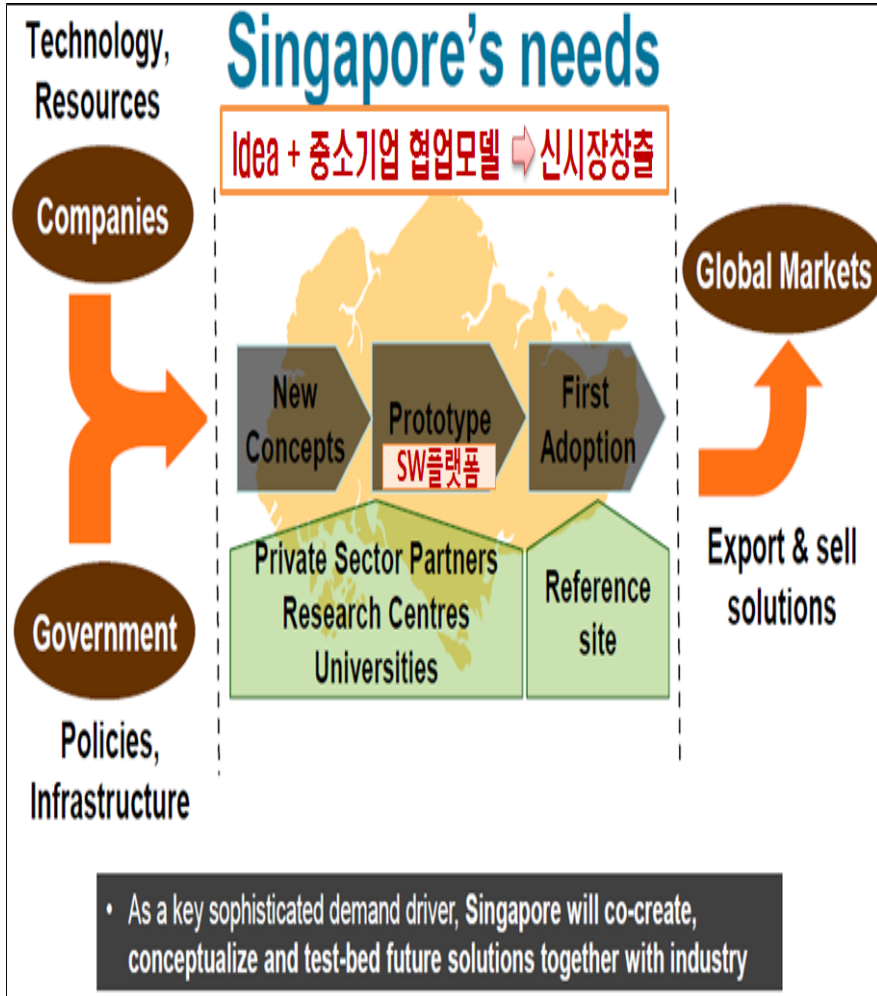 Technology,
Resources
Companies
Government
Policies,
Infrastructure
Singapore's needs
Idea + 중소기업 협업모델 신시장창출
New
Concepts
Prototype
SW플랫폼
First
Adoption
Private Sector Partners
Research Centres
Universities
Reference
site
Global Markets
Export & sell
solutions
• As a key sophisticated demand driver, Singapore will co-create,
conceptualize and test-bed future solutions together with industry